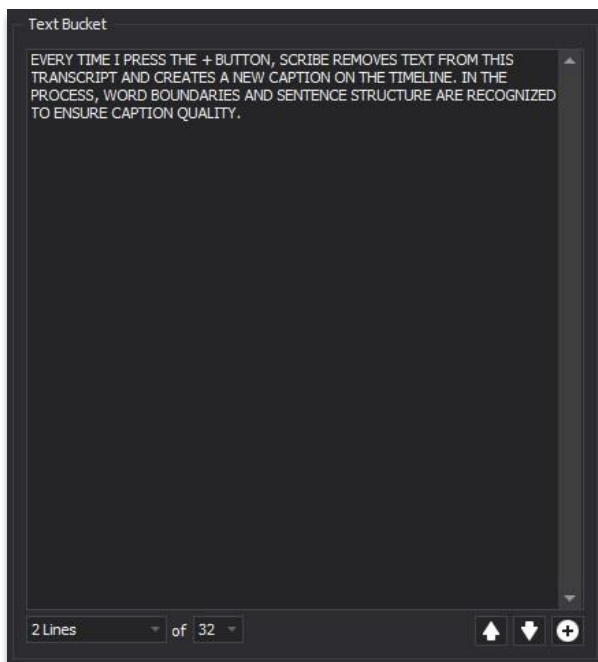 Text Bucket
EVERY TIME I PRESS THE + BUTTON, SCRIBE REMOVES TEXT FROM THIS
TRANSCRIPT AND CREATES A NEW CAPTION ON THE TIMELINE. IN THE
PROCESS, WORD BOUNDARIES AND SENTENCE STRUCTURE ARE RECOGNIZED
TO ENSURE CAPTION QUALITY.
2 Lines of 32